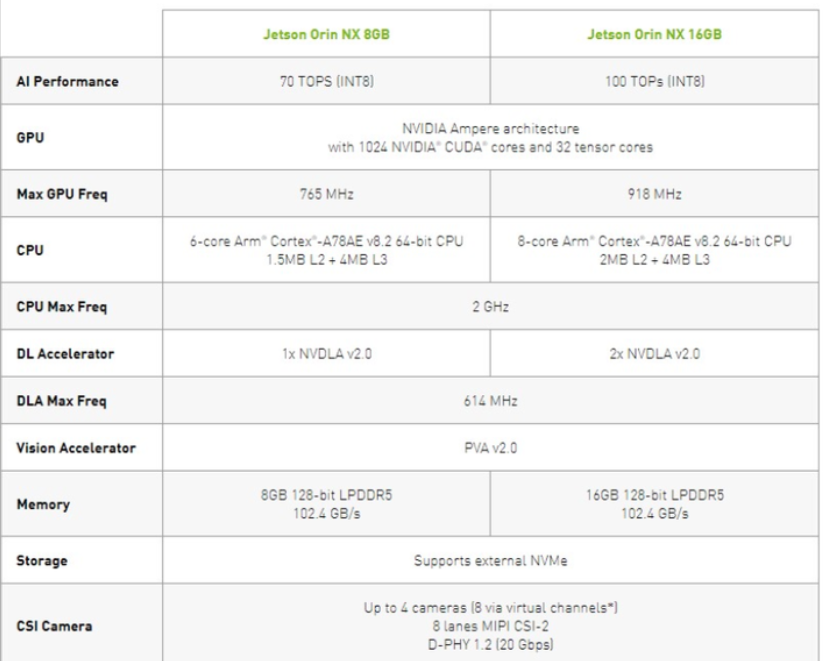 Jetson Orin NX 8GB
Jetson Orin NX 16GB
AI Performance
70 TOPS (INT8)
100 TOPs (INT8)
GPU
NVIDIA Ampere architecture
with 1024 NVIDIA® CUDA® cores and 32 tensor cores
Max GPU Freq
765 MHz
918 MHz
CPU
6-core Arm® Cortex®-A78AE v8.2 64-bit CPU
1.5MB L2 + 4MB L3
8-core Arm® Cortex®-A78AE v8.2 64-bit CPU
2MB L2 + 4MB L3
CPU Max Freq
2 GHz
DL Accelerator
1x NVDLA v2.0
2x NVDLA v2.0
DLA Max Freq
614 MHz
Vision Accelerator
PVA v2.0
Memory
8GB 128-bit LPDDR5
102.4 GB/s
16GB 128-bit LPDDR5
102.4 GB/s
Storage
Supports external NVMe
CSI Camera
Up to 4 cameras (8 via virtual channels*)
8 lanes MIPI CSI-2
D-PHY 1.2 (20 Gbps)